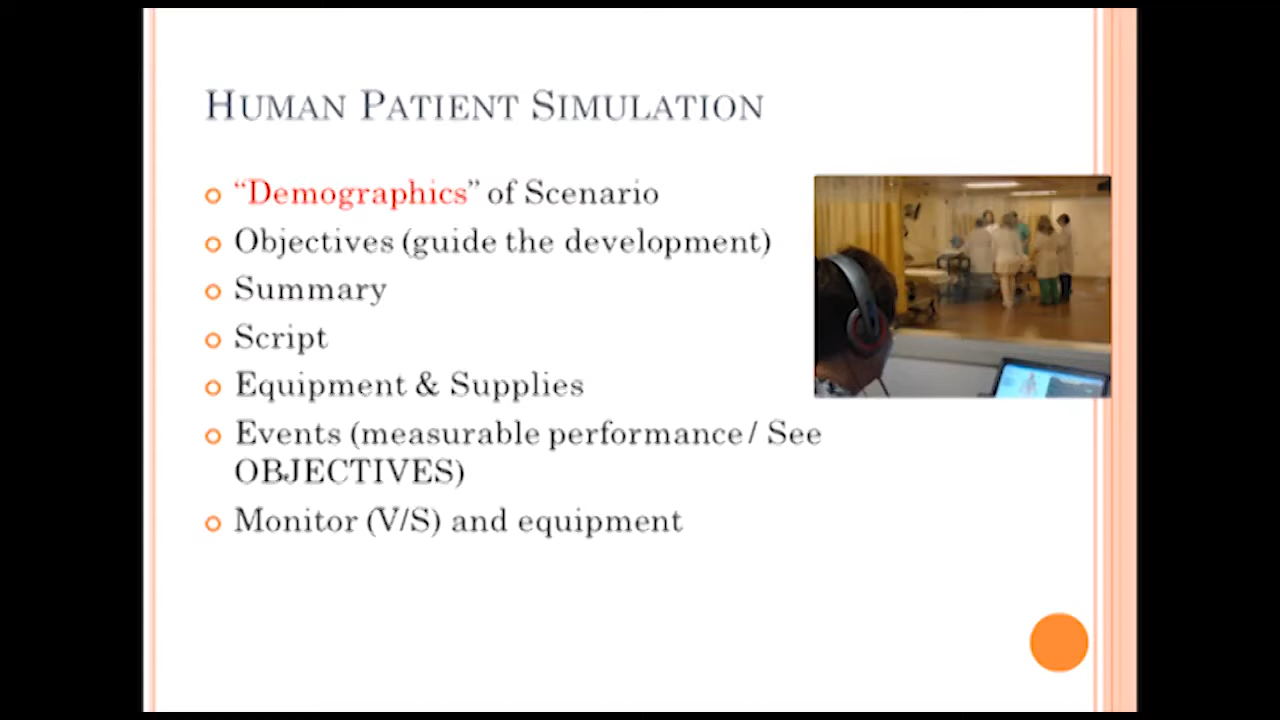 HUMAN PATIENT SIMULATION
“Demographics” of Scenario
Objectives (guide the development)
Summary
Script
Equipment & Supplies
Events (measurable performance / See
OBJECTIVES)
Monitor (V/S) and equipment